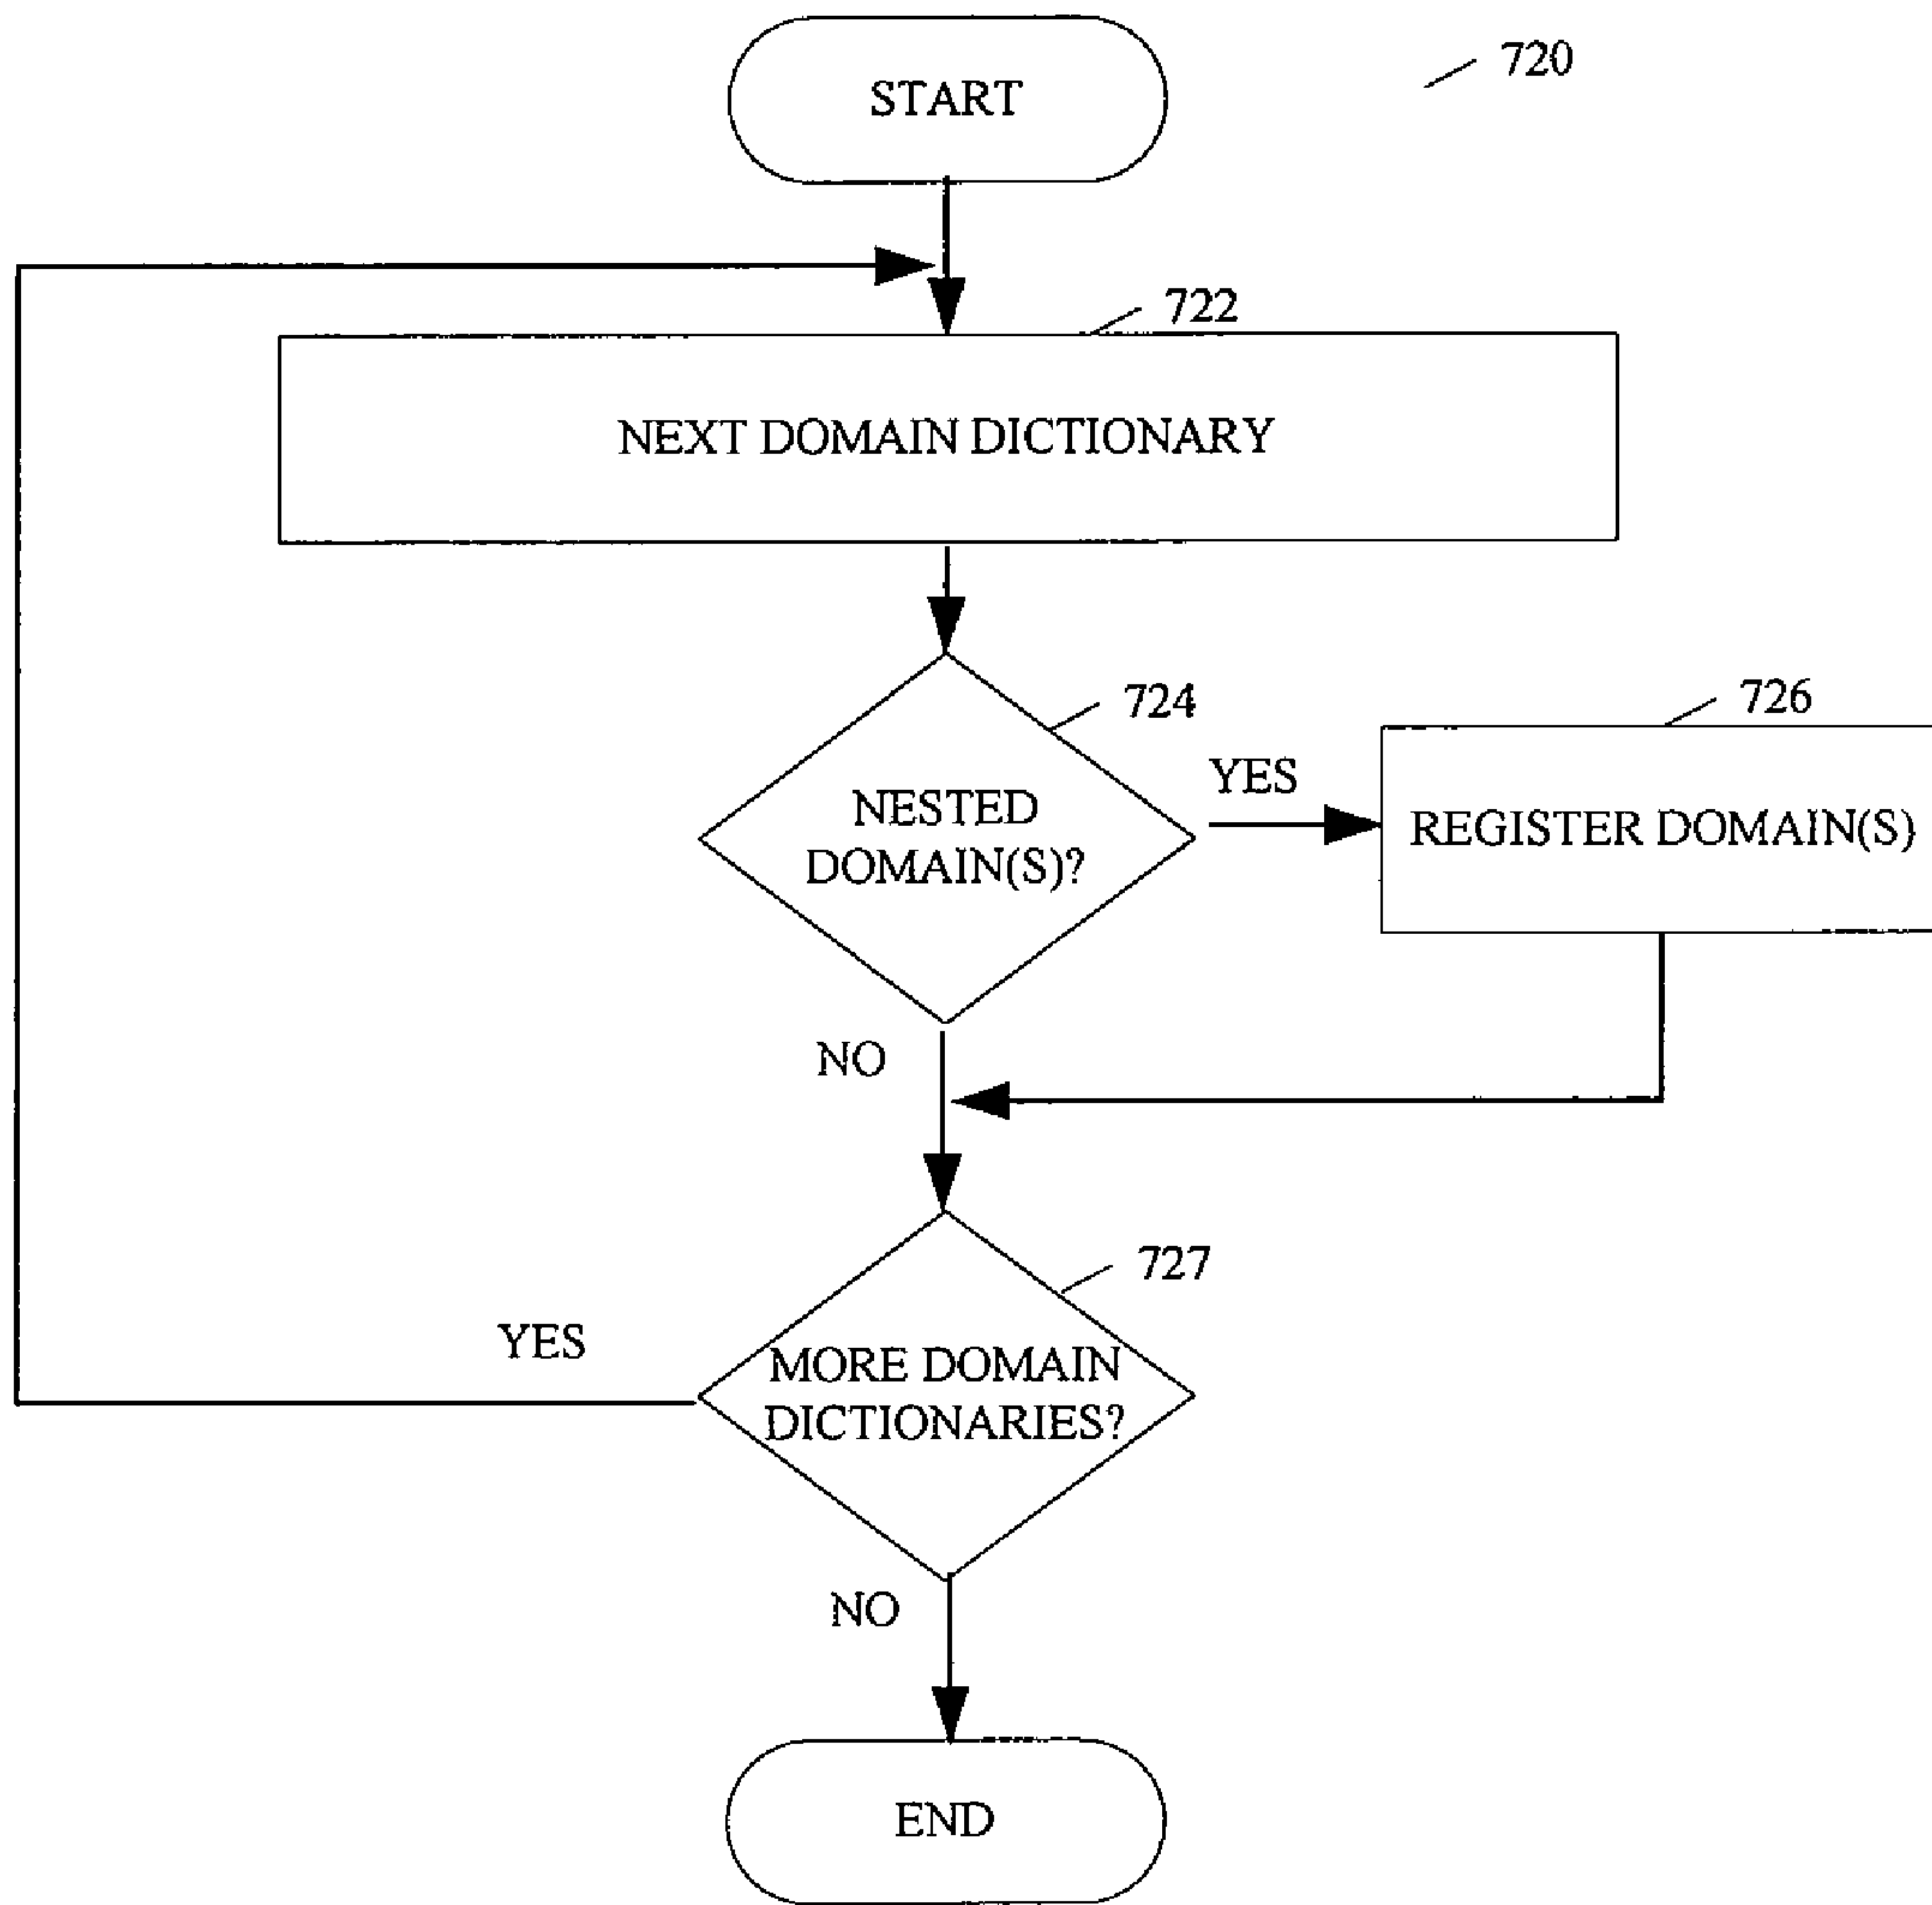 START
720
722
NEXT DOMAIN DICTIONARY
724
726
YES
NESTED
DOMAIN(S)?
REGISTER DOMAIN(S)
NO
727
YES
MORE DOMAIN
DICTIONARIES?
NO
END